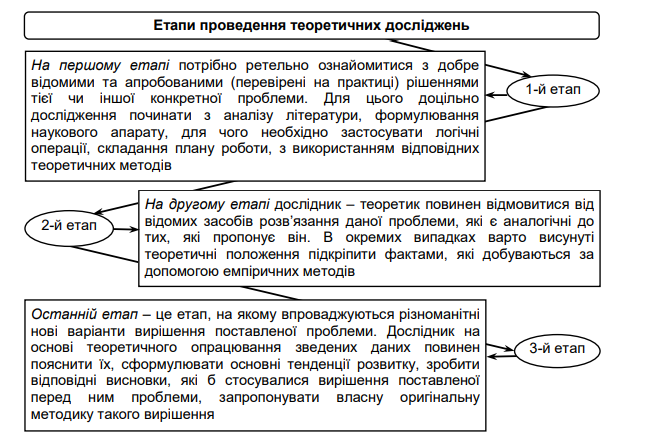 Етапи проведення теоретичних досліджень
На першому етапі потрібно ретельно ознайомитися з добре
відомими та апробованими (перевірені на практиці) рішеннями
тієї чи іншої конкретної проблеми. Для цього доцільно
дослідження починати з аналізу літератури, формулювання
наукового апарату, для чого необхідно застосувати логічні
операції, складання плану роботи, з використанням відповідних
теоретичних методів
1-й етап
2-й етап
На другому етапі дослідник – теоретик повинен відмовитися від
відомих засобів розв’язання даної проблеми, які є аналогічні до
тих, які пропонує він. В окремих випадках варто висунуті
теоретичні положення підкріпити фактами, які добуваються за
допомогою емпіричних методів
Останній етап – це етап, на якому впроваджуються різноманітні
нові варіанти вирішення поставленої проблеми. Дослідник на
основі теоретичного опрацювання зведених даних повинен
пояснити їх, сформулювати основні тенденції розвитку, зробити
відповідні висновки, які б стосувалися вирішення поставленої
перед ним проблеми, запропонувати власну оригінальну
методику такого вирішення
3-й етап